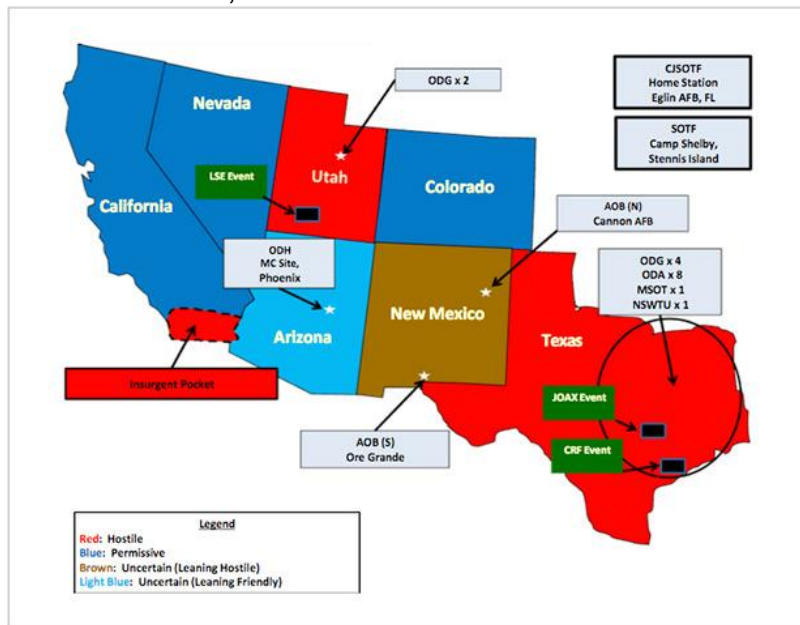 ODG x 2
CJSOTF
Home Station
Eglin AFB, FL
SOTF
Camp Shelby,
Stennis Island
Nevada
LSE Event
Utah
California
Colorado
AOB (N)
Cannon AFB
ODH
MC Site,
Phoenix
ODG x 4
ODA x 8
MSOT x 1
NSWTU x 1
New Mexico
Arizona
Texas
Insurgent Pocket
JOAX Event
AOB (S)
Ore Grande
CRF Event
Legend
Red: Hostile
Blue: Permissive
Brown: Uncertain (Leaning Hostile)
Light Blue: Uncertain (Leaning Friendly)